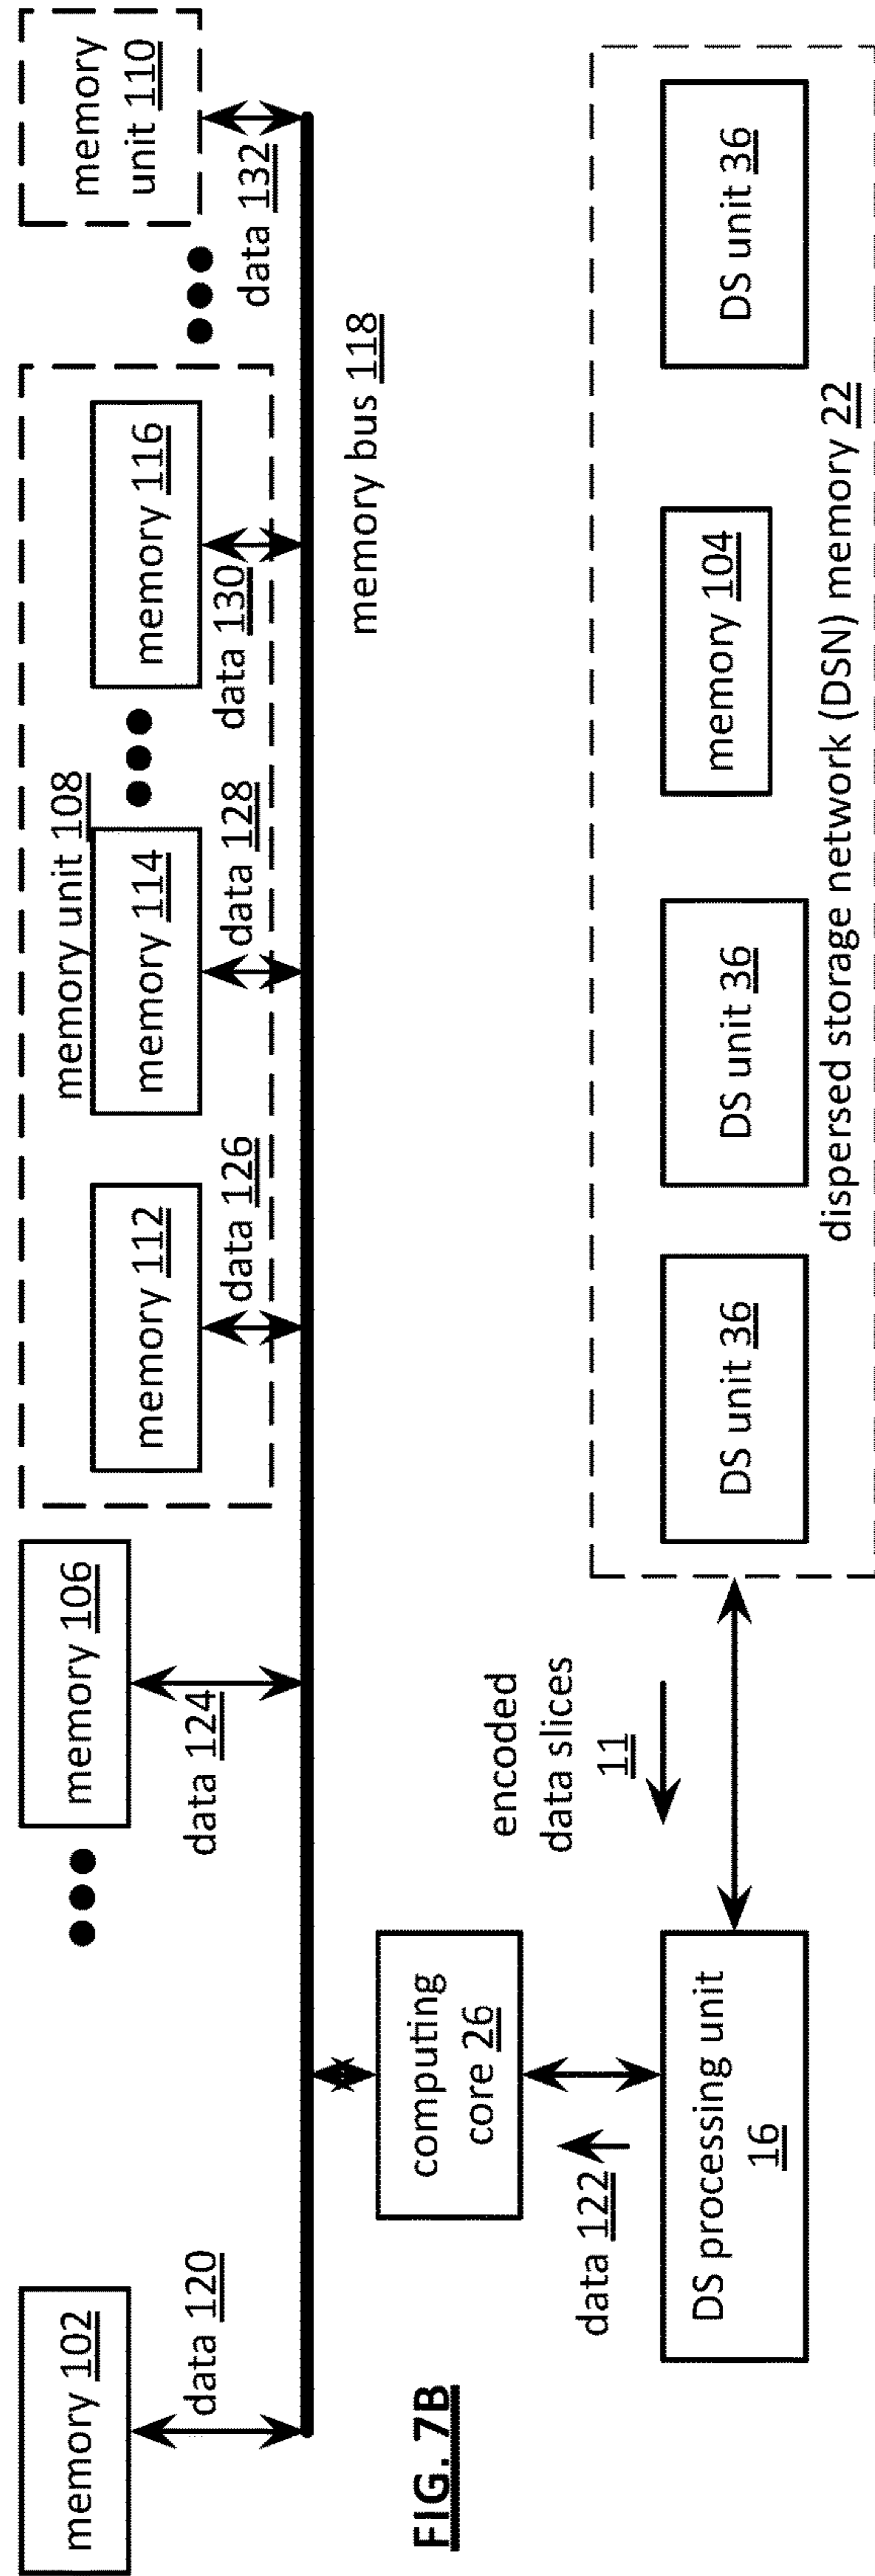 memory 102
data 120
memory 106
data 124
memory unit 108
memory 112
data 126
memory 114
data 128
memory 116
data 130
memory
unit 110
data 132
memory bus 118
computing
core 26
data 122
DS processing unit
16
encoded
data slices
11
DS unit 36
DS unit 36
memory 104
DS unit 36
dispersed storage network (DSN) memory 22
FIG. 7B